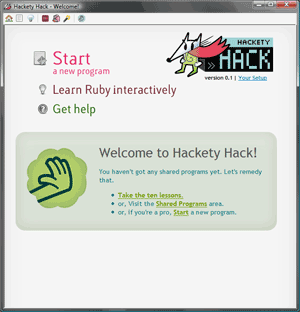 Hackety Hack - Welcome!
Start
a new program
HACKETY
HACK
version 0.1 | Your Setup
Learn Ruby interactively
Get help
Welcome to Hackety Hack!
You haven't got any shared programs yet. Let's remedy
that.
• Take the ten lessons.
• or, Visit the Shared Programs area.
• or, If you're a pro, Start a new program.